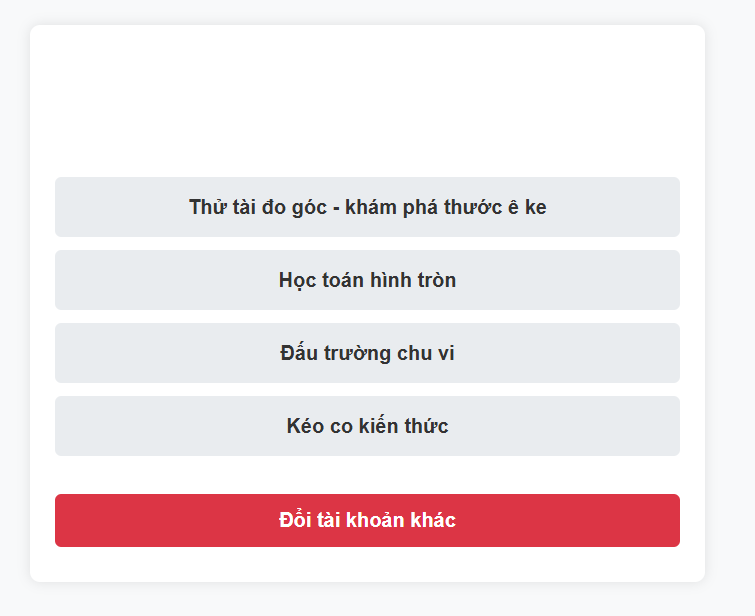 Thử tài đo góc - khám phá thước ê ke
Học toán hình tròn
Đấu trường chu vi
Kéo co kiến thức
Đổi tài khoản khác